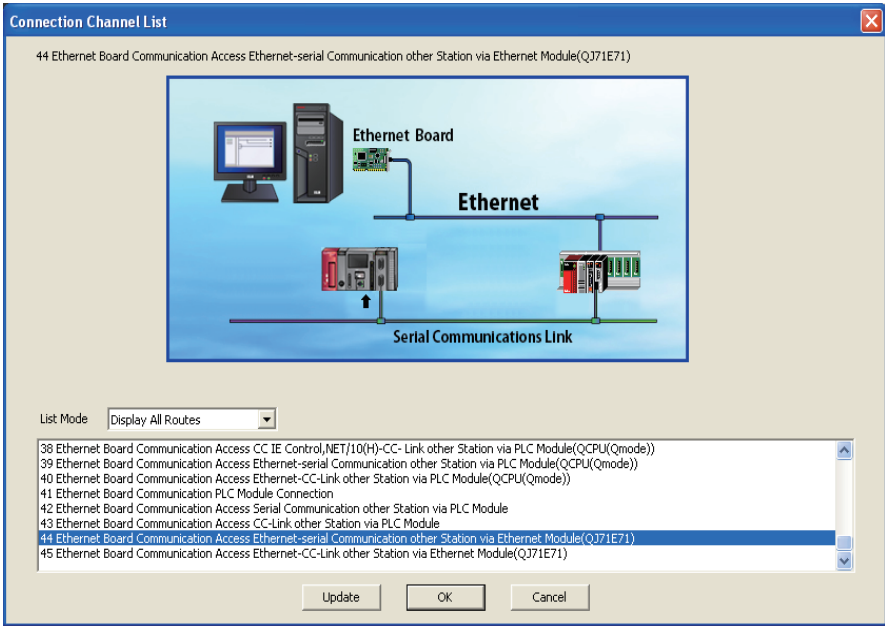 Connection Channel List
44 Ethernet Board Communication Access Ethernet-serial Communication other Station via Ethernet Module(QJ71E71)
Ethernet Board
Ethernet
Serial Communications Link
List Mode Display All Routes
38 Ethernet Board Communication Access CC IE Control,NET/10(H)-CC- Link other Station via PLC Module(QCPU(Qmode))
39 Ethernet Board Communication Access Ethernet-serial Communication other Station via PLC Module(QCPU(Qmode))
40 Ethernet Board Communication Access Ethernet-CC-Link other Station via PLC Module(QCPU(Qmode))
41 Ethernet Board Communication PLC Module Connection
42 Ethernet Board Communication Access Serial Communication other Station via PLC Module
43 Ethernet Board Communication Access CC-Link other Station via PLC Module
44 Ethernet Board Communication Access Ethernet-serial Communication other Station via Ethernet Module(QJ71E71)
45 Ethernet Board Communication Access Ethernet-CC-Link other Station via Ethernet Module(QJ71E71)
Update OK Cancel